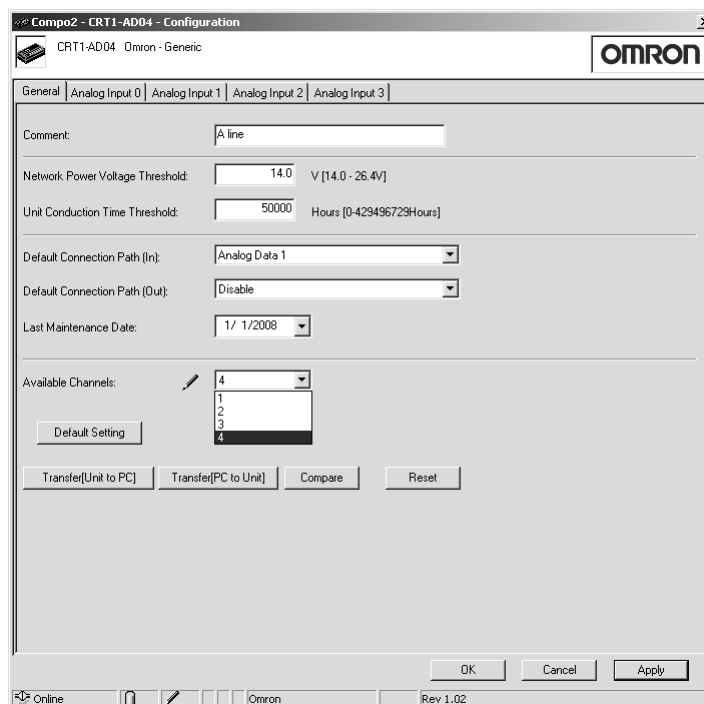 Compo2 - CRT1-AD04 - Configuration
CRT1-AD04 Omron - Generic
OMRON
General Analog Input 0 Analog Input 1 Analog Input 2 Analog Input 3
Comment: A line
Network Power Voltage Threshold: 14.0 V [14.0 - 26.4V]
Unit Conduction Time Threshold: 50000 Hours [0-429496729Hours]
Default Connection Path (In): Analog Data 1
Default Connection Path (Out): Disable
Last Maintenance Date: 1/ 1/2008
Available Channels: 4
1
2
3
4
Default Setting
Transfer[Unit to PC] Transfer[PC to Unit] Compare Reset
OK Cancel Apply
Online Omron Rev 1.02